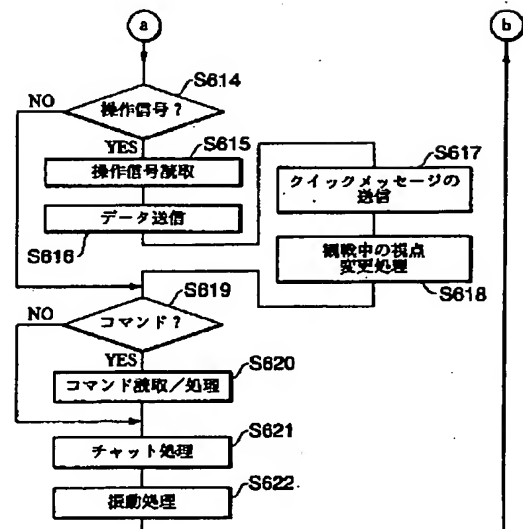 a
b
S614
NO
操作信号?
YES
S615
操作信号読取
データ送信
S616
S617
クイックメッセージの
送信
観戦中の視点
変更処理
S618
S619
NO
コマンド?
YES
S620
コマンド読取/処理
S621
チャット処理
S622
振動処理